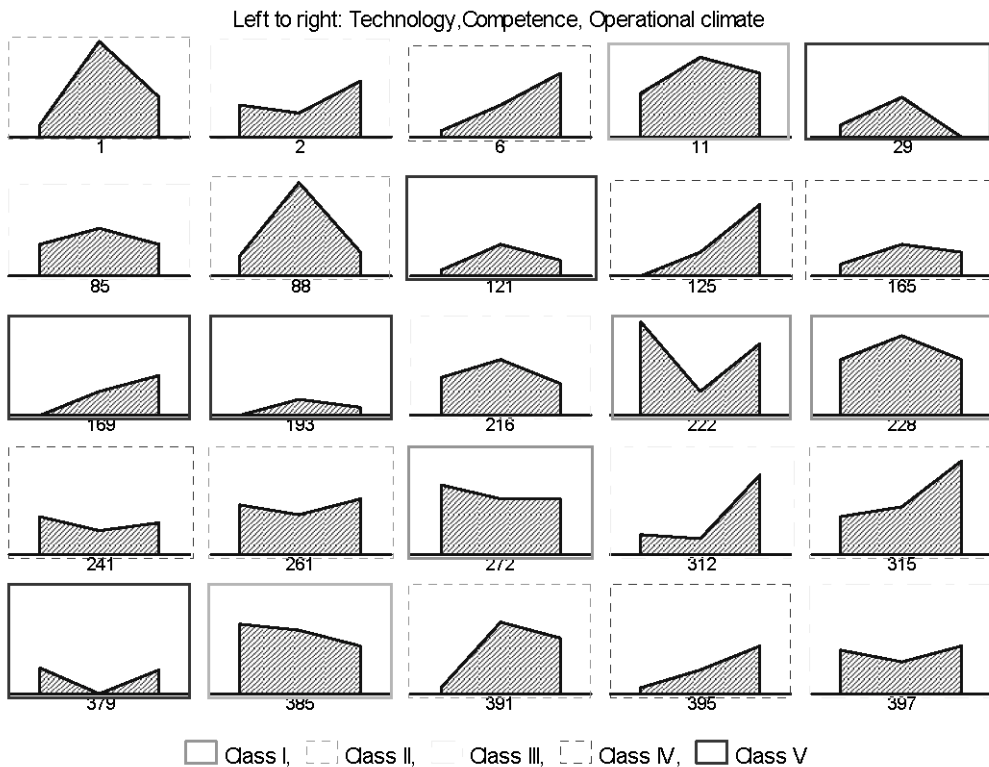 Left to right: Technology,Competence, Operational climate
1 2 6 11 29
85 88 121 125 165
169 193 216 222 228
241 261 272 312 315
379 385 391 395 397
Class I, Class II, Class III, Class IV, Class V